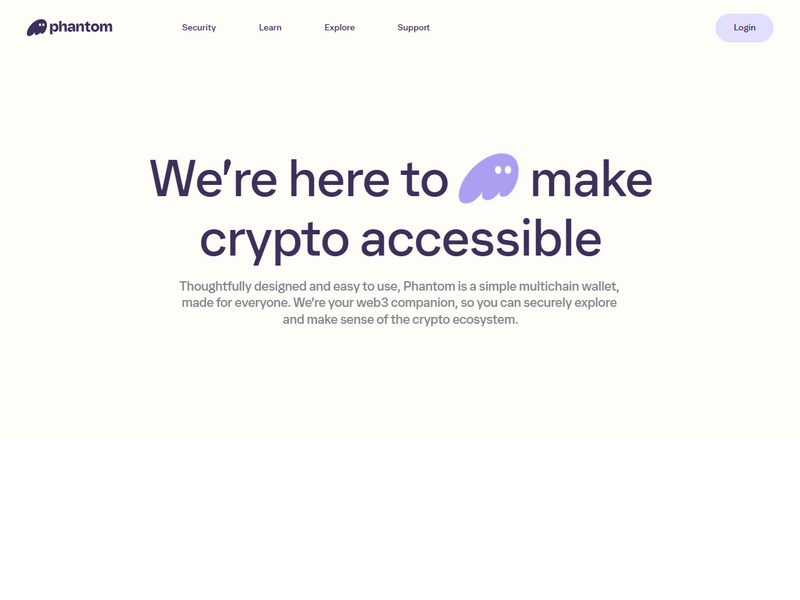 phantom
Security
Learn
Explore
Support
Login
We’re here to make
crypto accessible
Thoughtfully designed and easy to use, Phantom is a simple multichain wallet,
made for everyone. We’re your web3 companion, so you can securely explore
and make sense of the crypto ecosystem.